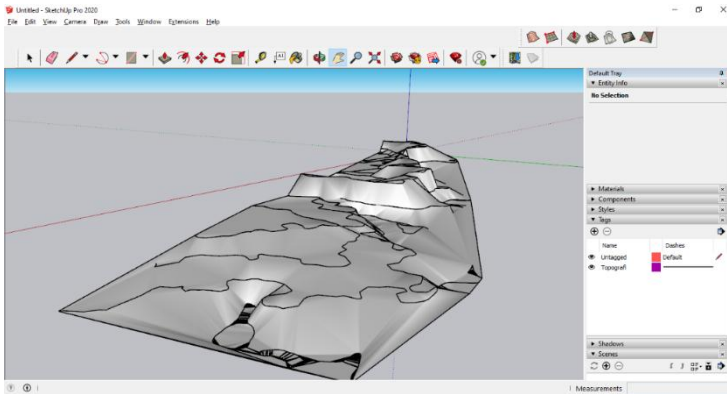 Untitled - SketchUp Pro 2020
File Edit View Camera Draw Tools Window Extensions Help
Default Tray
Entity Info
No Selection
Materials
Components
Styles
Tags
Name Dashes
Untagged Default
Topografi
Shadows
Scenes
Measurements